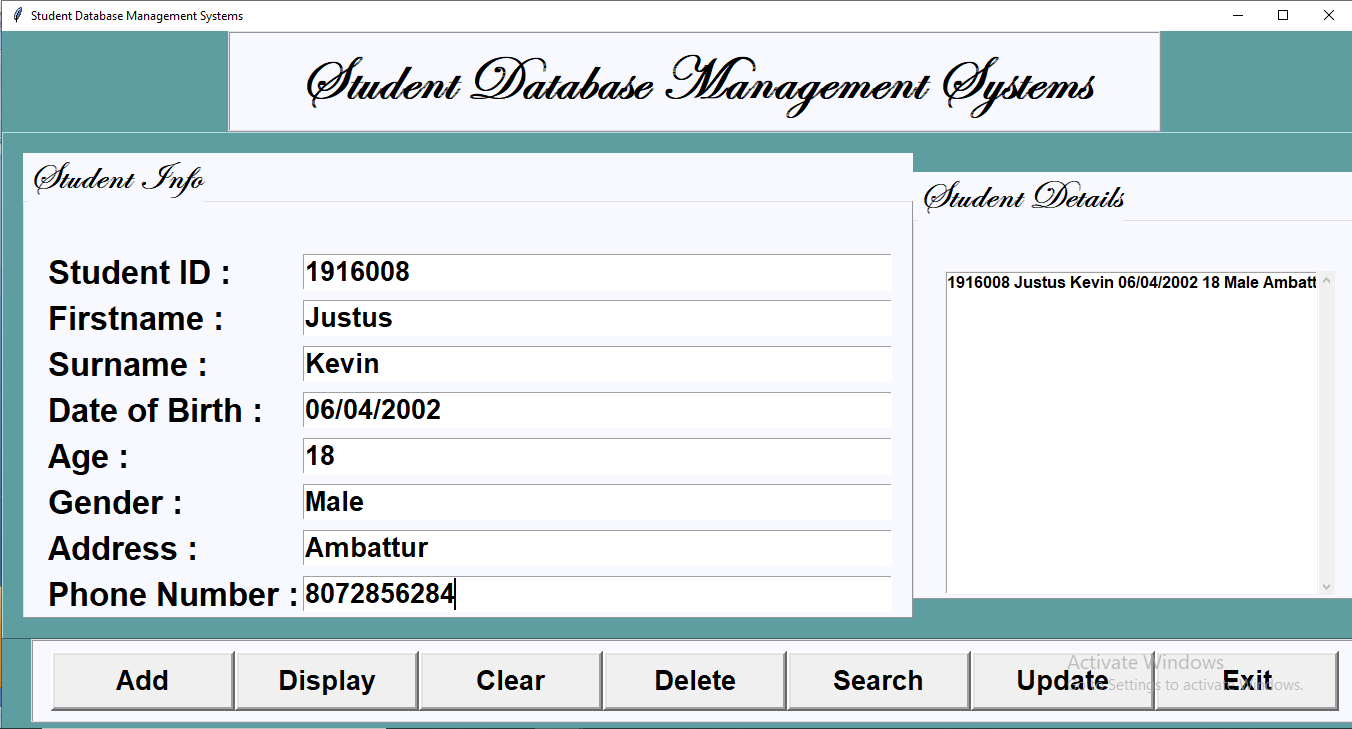 Student Database Management Systems
Student Database Management Systems
Student Info
Student ID : 1916008
Firstname : Justus
Surname : Kevin
Date of Birth : 06/04/2002
Age : 18
Gender : Male
Address : Ambattur
Phone Number : 8072856284
Student Details
1916008 Justus Kevin 06/04/2002 18 Male Ambatt
Add Display Clear Delete Search Update Exit
Activate Windows
Settings to activate Windows.